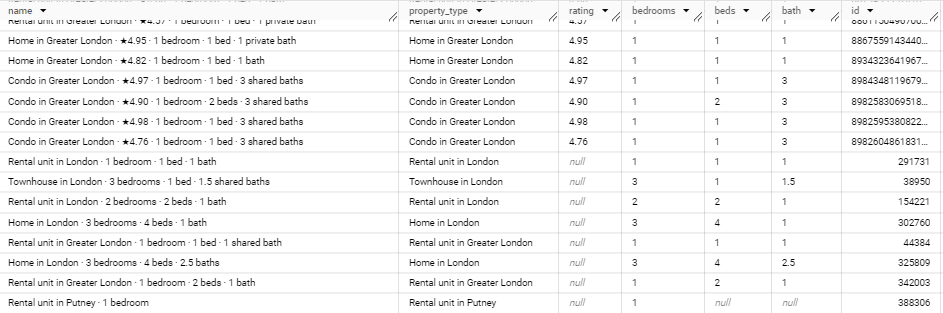 name property_type rating bedrooms beds bath id
Rental unit in Greater London · ★4.57 · 1 bedroom · 1 bed · 1 private bath Rental unit in Greater London 4.57 1 1 1
Home in Greater London · ★4.95 · 1 bedroom · 1 bed · 1 private bath Home in Greater London 4.95 1 1 1 8867559143440...
Home in Greater London · ★4.82 · 1 bedroom · 1 bed · 1 bath Home in Greater London 4.82 1 1 1 8934323641967...
Condo in Greater London · ★4.97 · 1 bedroom · 1 bed · 3 shared baths Condo in Greater London 4.97 1 1 3 8984348119679...
Condo in Greater London · ★4.90 · 1 bedroom · 2 beds · 3 shared baths Condo in Greater London 4.90 1 2 3 8982583069518...
Condo in Greater London · ★4.98 · 1 bedroom · 1 bed · 3 shared baths Condo in Greater London 4.98 1 1 3 8982595380822...
Condo in Greater London · ★4.76 · 1 bedroom · 1 bed · 3 shared baths Condo in Greater London 4.76 1 1 3 8982604861831...
Rental unit in London · 1 bedroom · 1 bed · 1 bath Rental unit in London null 1 1 1 291731
Townhouse in London · 3 bedrooms · 1 bed · 1.5 shared baths Townhouse in London null 3 1 1.5 38950
Rental unit in London · 2 bedrooms · 2 beds · 1 bath Rental unit in London null 2 2 1 154221
Home in London · 3 bedrooms · 4 beds · 1 bath Home in London null 3 4 1 302760
Rental unit in Greater London · 1 bedroom · 1 bed · 1 shared bath Rental unit in Greater London null 1 1 1 44384
Home in London · 3 bedrooms · 4 beds · 2.5 baths Home in London null 3 4 2.5 325809
Rental unit in Greater London · 1 bedroom · 2 beds · 1 bath Rental unit in Greater London null 1 2 1 342003
Rental unit in Putney · 1 bedroom Rental unit in Putney null 1 null null 388306